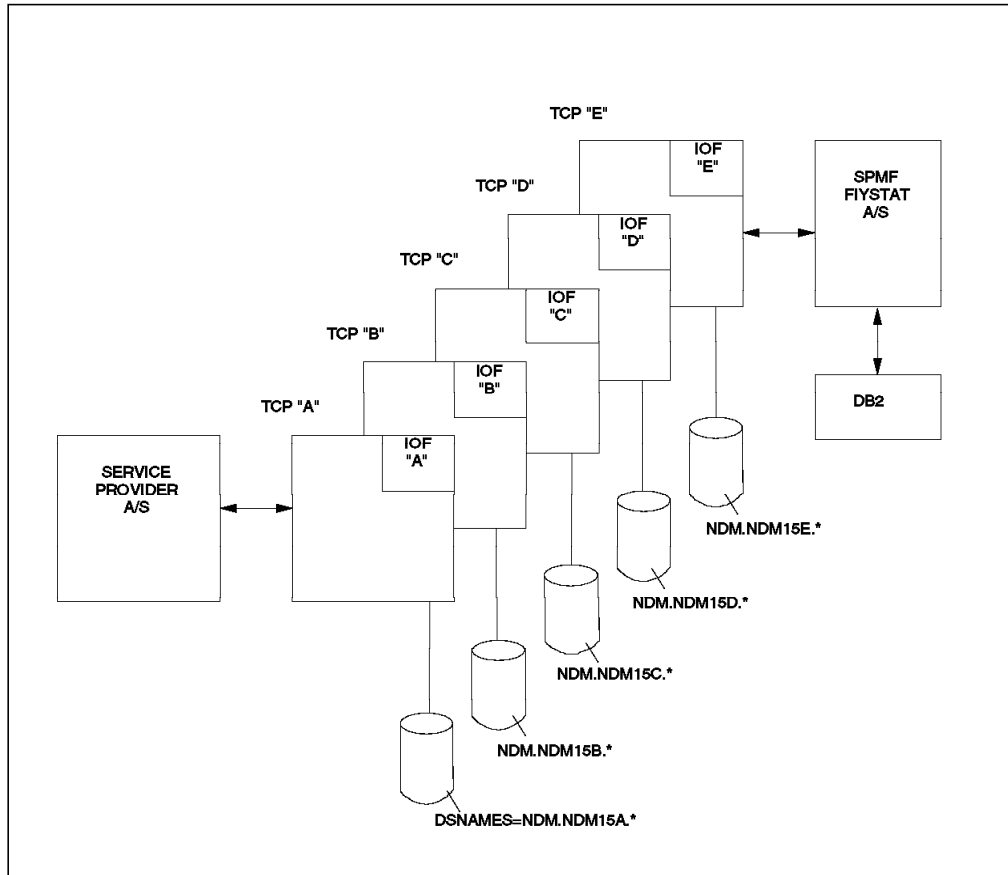 TCP "E"
IOF
"E"
SPMF
FIYSTAT
A/S
TCP "D"
IOF
"D"
TCP "C"
IOF
"C"
TCP "B"
IOF
"B"
DB2
TCP "A"
IOF
"A"
SERVICE
PROVIDER
A/S
NDM.NDM15E.*
NDM.NDM15D.*
NDM.NDM15C.*
NDM.NDM15B.*
DSNAMES=NDM.NDM15A.*